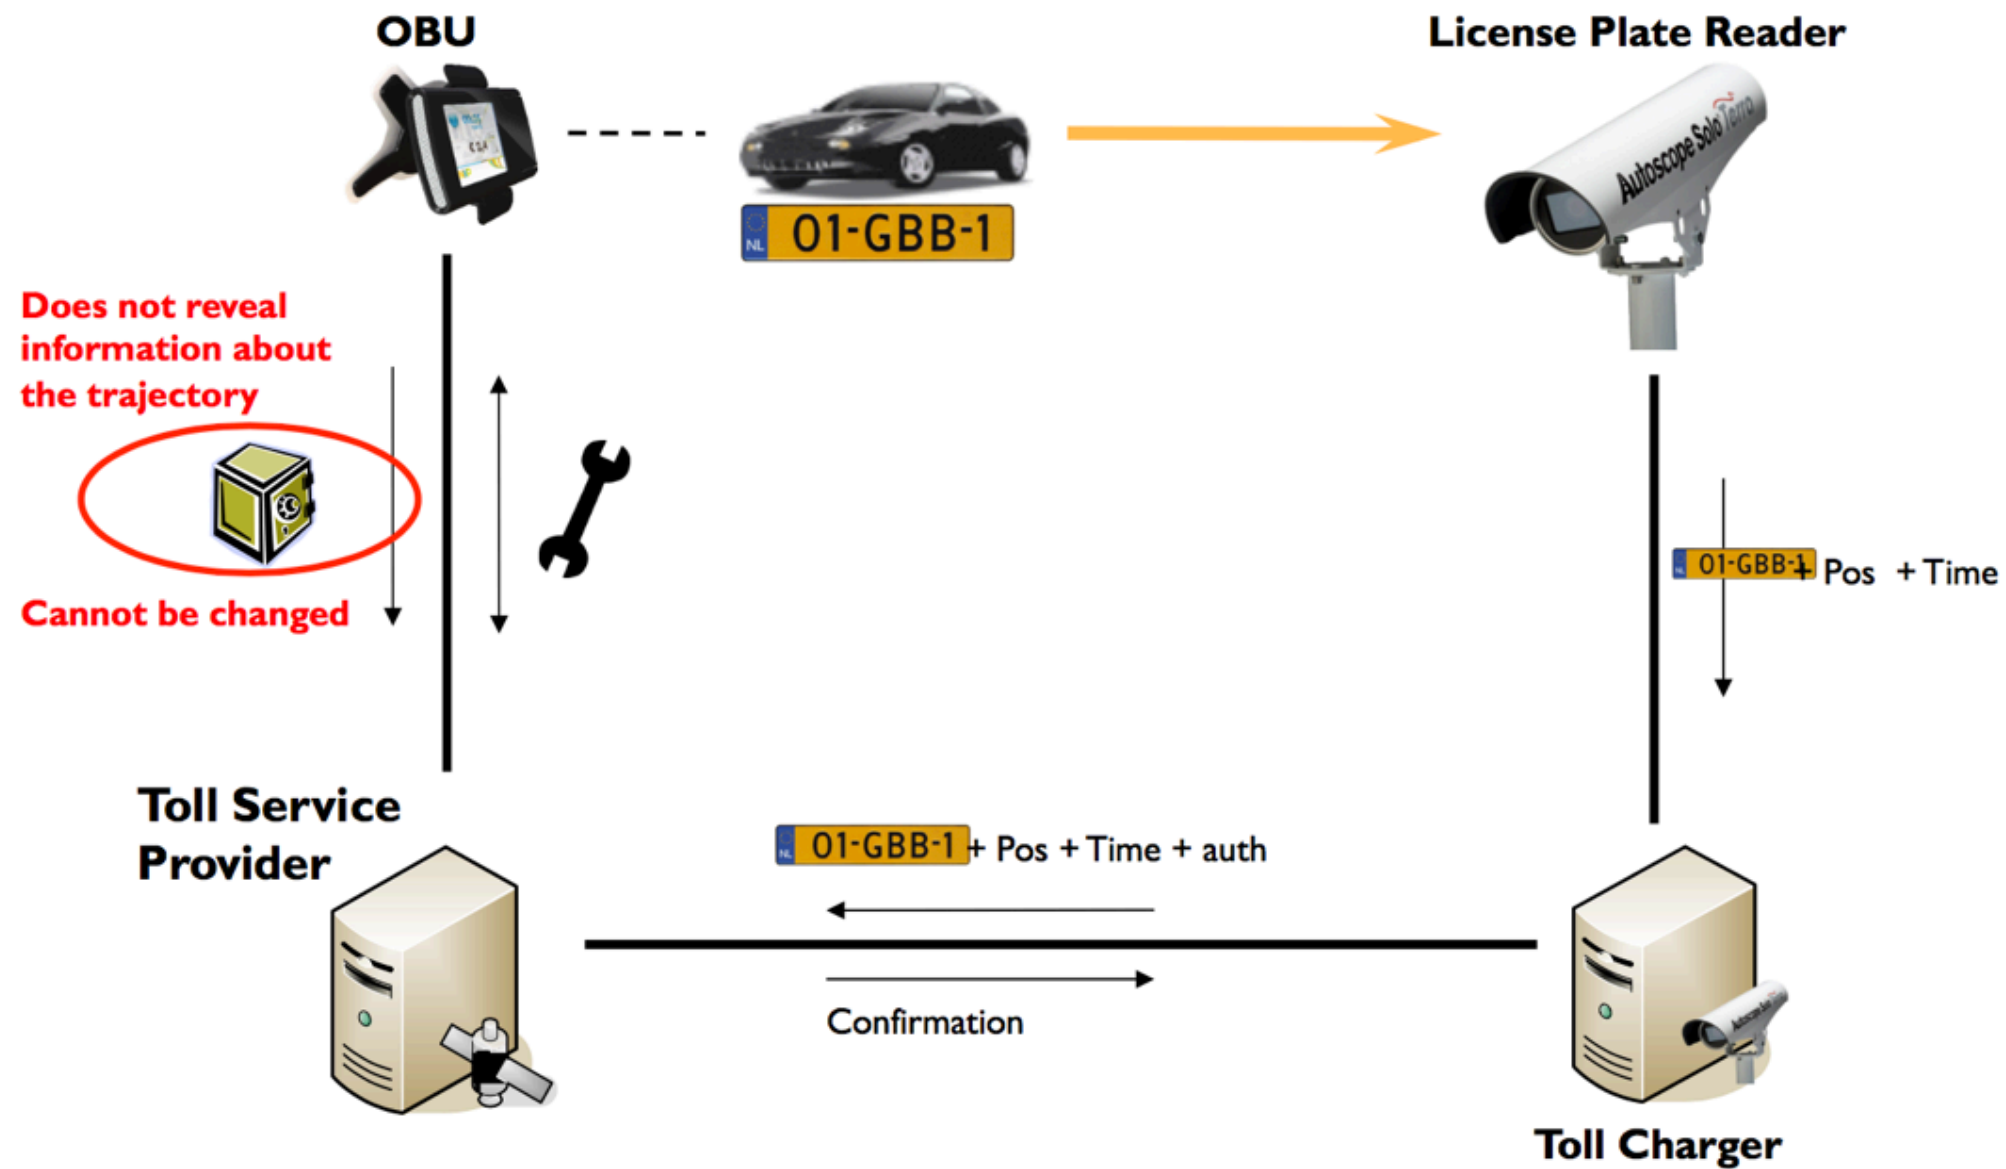 OBU
License Plate Reader
Autoscope Solo Terra
NL 01-GBB-1
Does not reveal
information about
the trajectory
Cannot be changed
NL 01-GBB-1 + Pos + Time
Toll Service
Provider
NL 01-GBB-1 + Pos + Time + auth
Confirmation
Toll Charger